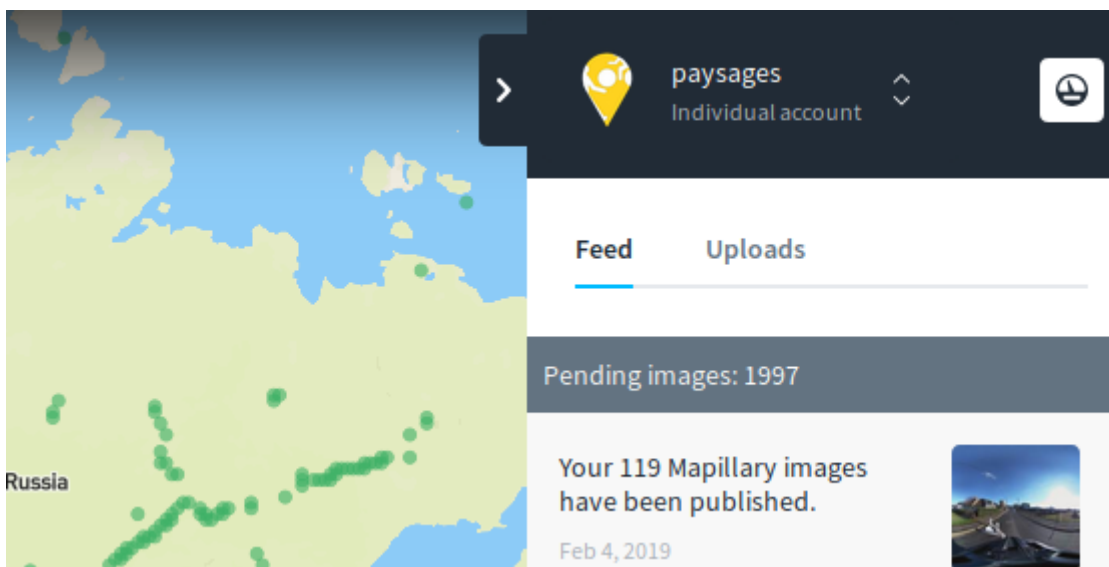 paysages
Individual account
Feed
Uploads
Pending images: 1997
Russia
Your 119 Mapillary images
have been published.
Feb 4, 2019